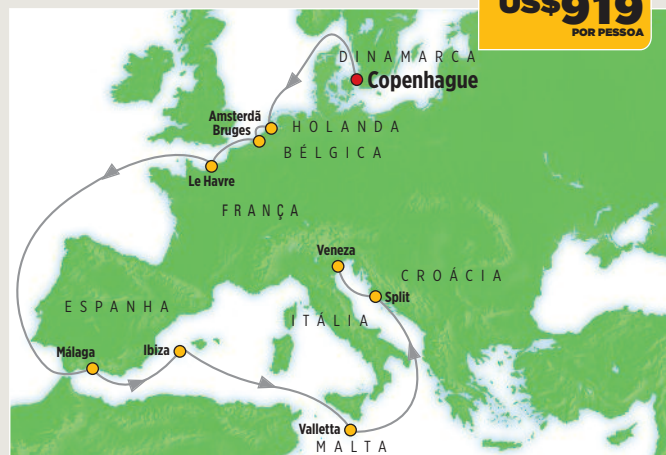 US$919
POR PESSOA
DINAMARCA
Copenhague
Amsterdã
Bruges
HOLANDA
BÉLGICA
Le Havre
FRANÇA
Veneza
CROÁCIA
Split
ESPANHA
ITÁLIA
Málaga
Ibiza
Valletta
MALTA